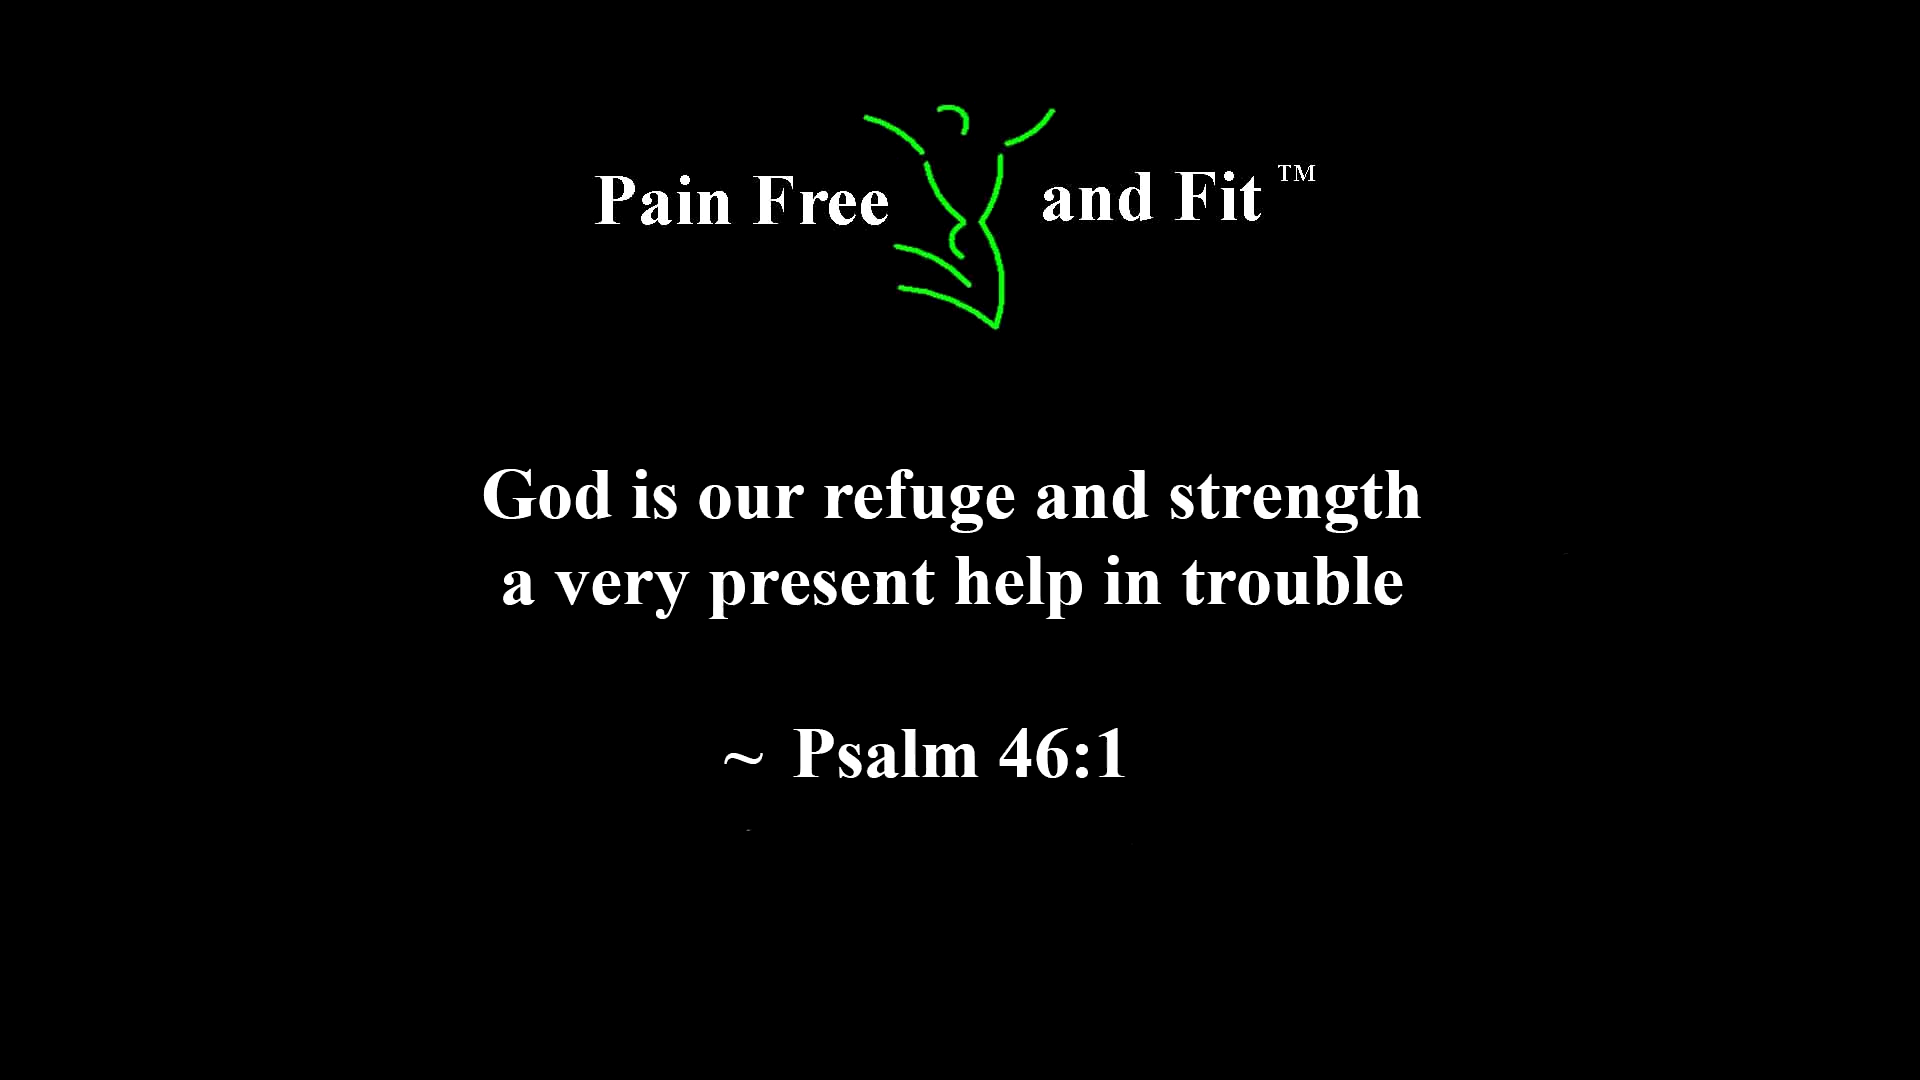 Pain Free and Fit ™
God is our refuge and strength
a very present help in trouble
~ Psalm 46:1